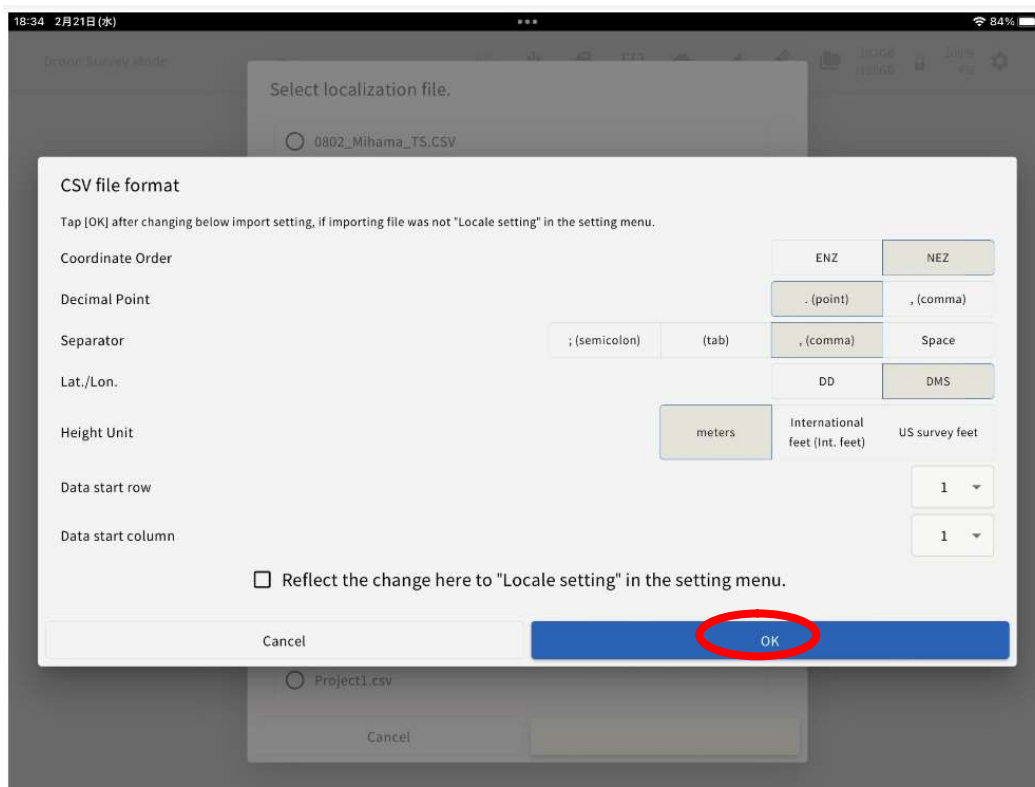 18:34 2月21日(水)
84%
Drone Survey Mode
Select localization file.
0802_Mihama_TS.CSV
CSV file format
Tap [OK] after changing below import setting, if importing file was not "Locale setting" in the setting menu.
Coordinate Order ENZ NEZ
Decimal Point . (point) , (comma)
Separator ; (semicolon) (tab) , (comma) Space
Lat./Lon. DD DMS
Height Unit meters International feet (Int. feet) US survey feet
Data start row 1
Data start column 1
Reflect the change here to "Locale setting" in the setting menu.
Cancel OK
Project1.csv
Cancel